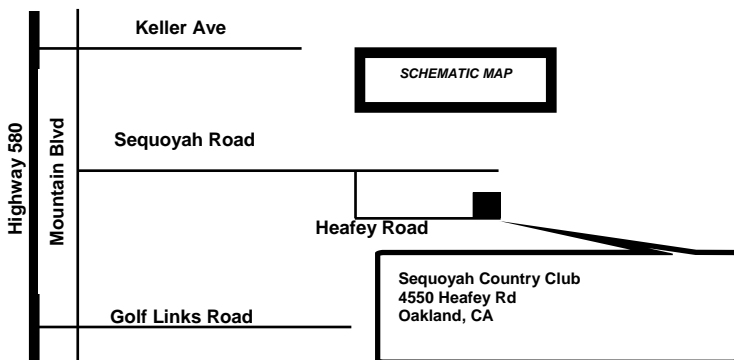 Keller Ave
SCHEMATIC MAP
Highway 580
Mountain Blvd
Sequoyah Road
Heafey Road
Sequoyah Country Club
4550 Heafey Rd
Oakland, CA
Golf Links Road